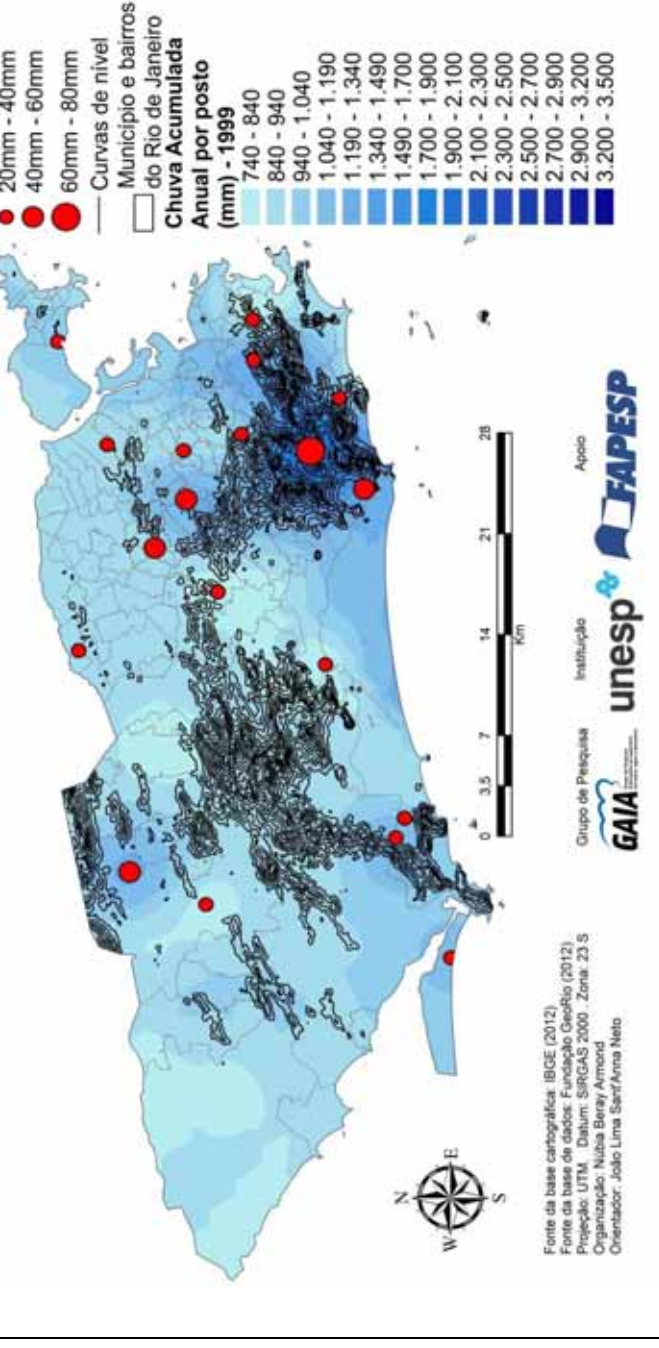 20mm - 40mm
40mm - 60mm
60mm - 80mm
Curvas de nível
Município e bairros
do Rio de Janeiro
Chuva Acumulada
Anual por posto
(mm) - 1999
740 - 840
840 - 940
940 - 1.040
1.040 - 1.190
1.190 - 1.340
1.340 - 1.490
1.490 - 1.700
1.700 - 1.900
1.900 - 2.100
2.100 - 2.300
2.300 - 2.500
2.500 - 2.700
2.700 - 2.900
2.900 - 3.200
3.200 - 3.500
N
W
E
S
0 3,5 7 14 21 28
Km
Fonte da base cartográfica: IBGE (2012)
Fonte da base de dados: Fundação GeoRio (2012)
Projeção: UTM. Datum: SIRGAS 2000 . Zona: 23 S
Organização: Núbia Beray Armond
Orientador: João Lima Sant'Anna Neto
Grupo de Pesquisa
Instituição
Apoio
GAIA
unesp
FAPESP